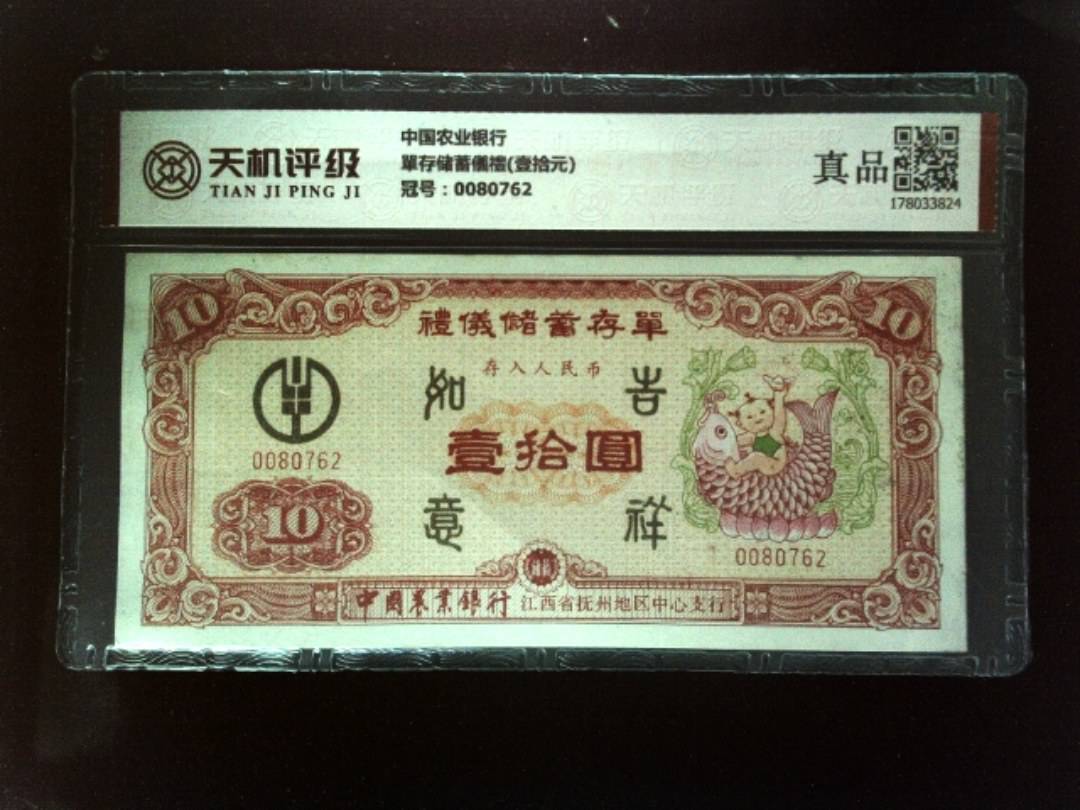 天机评级
TIAN JI PING JI
中国农业银行
單存储蓄儀禮(壹拾元)
冠号：0080762
真品
178033824
10
10
禮儀儲蓄存單
存入人民币
如 吉
壹拾圓
意 祥
0080762
10
0080762
中國農業銀行 江西省抚州地区中心支行